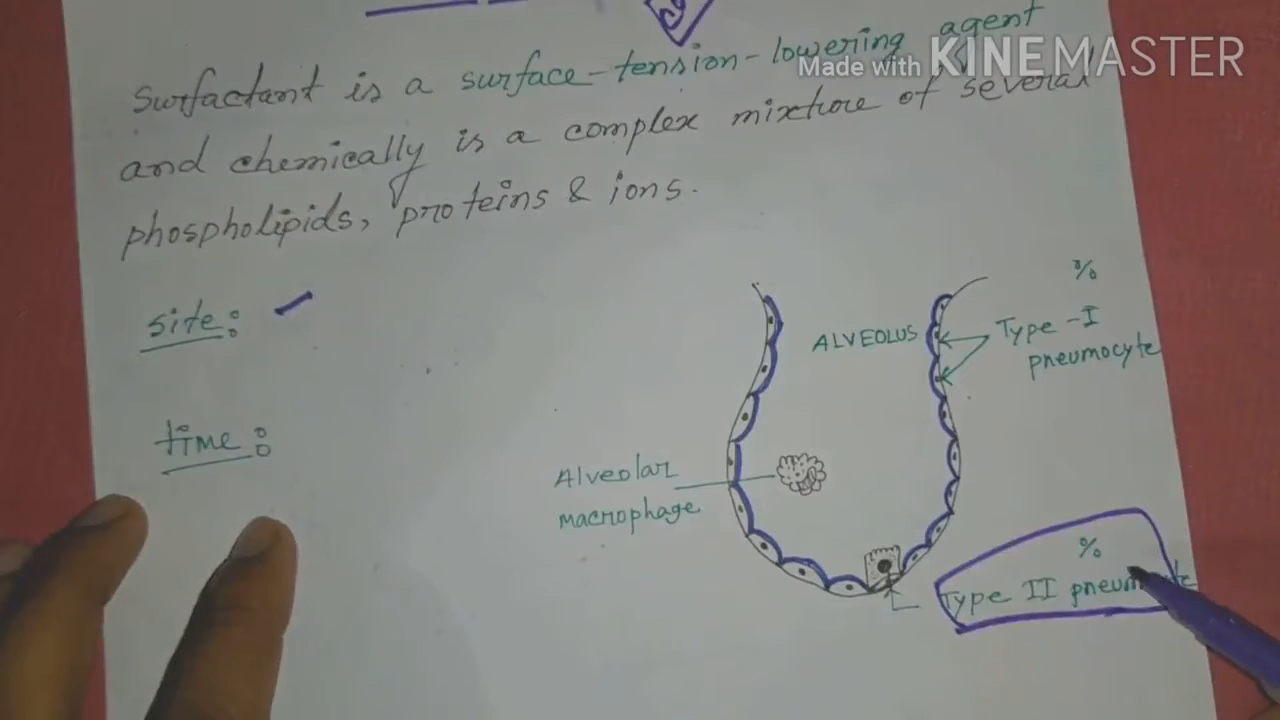 Surfactant is a surface-tension-lowering agent
Made with KINEMASTER
and chemically is a complex mixture of several
phospholipids, proteins & ions.
site:
time:
ALVEOLUS
%
Type-I
pneumocyte
Alveolar
macrophage
%
Type II